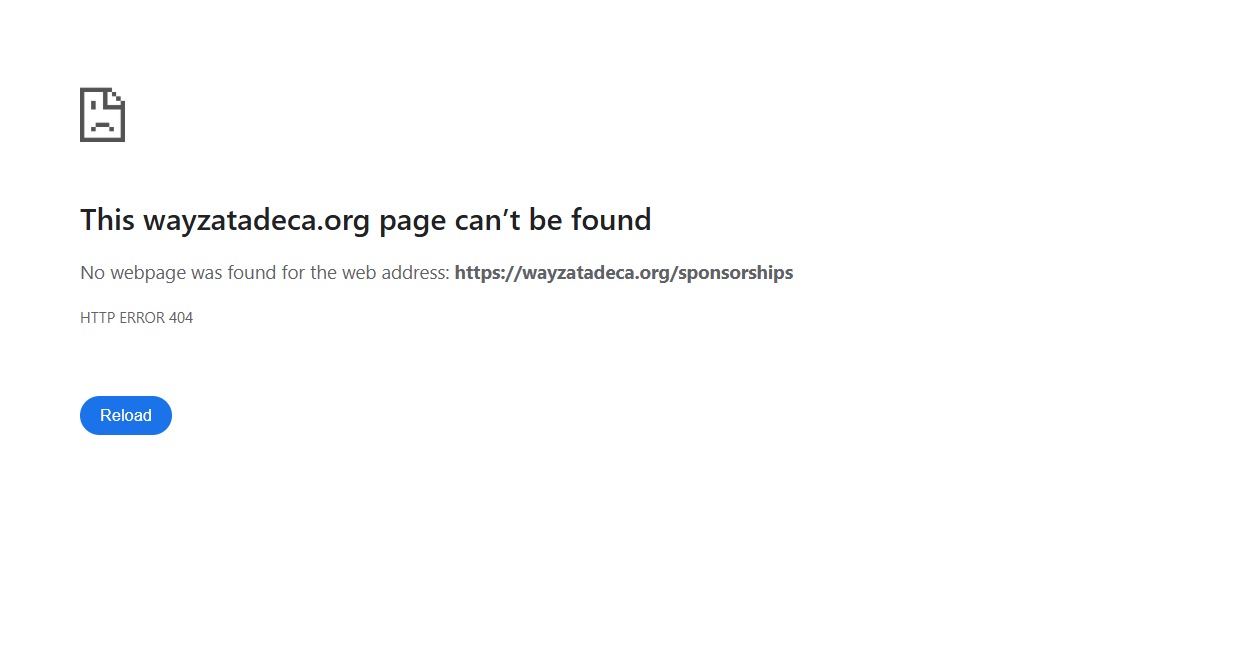 This wayzatadeca.org page can’t be found
No webpage was found for the web address: https://wayzatadeca.org/sponsorships
HTTP ERROR 404
Reload